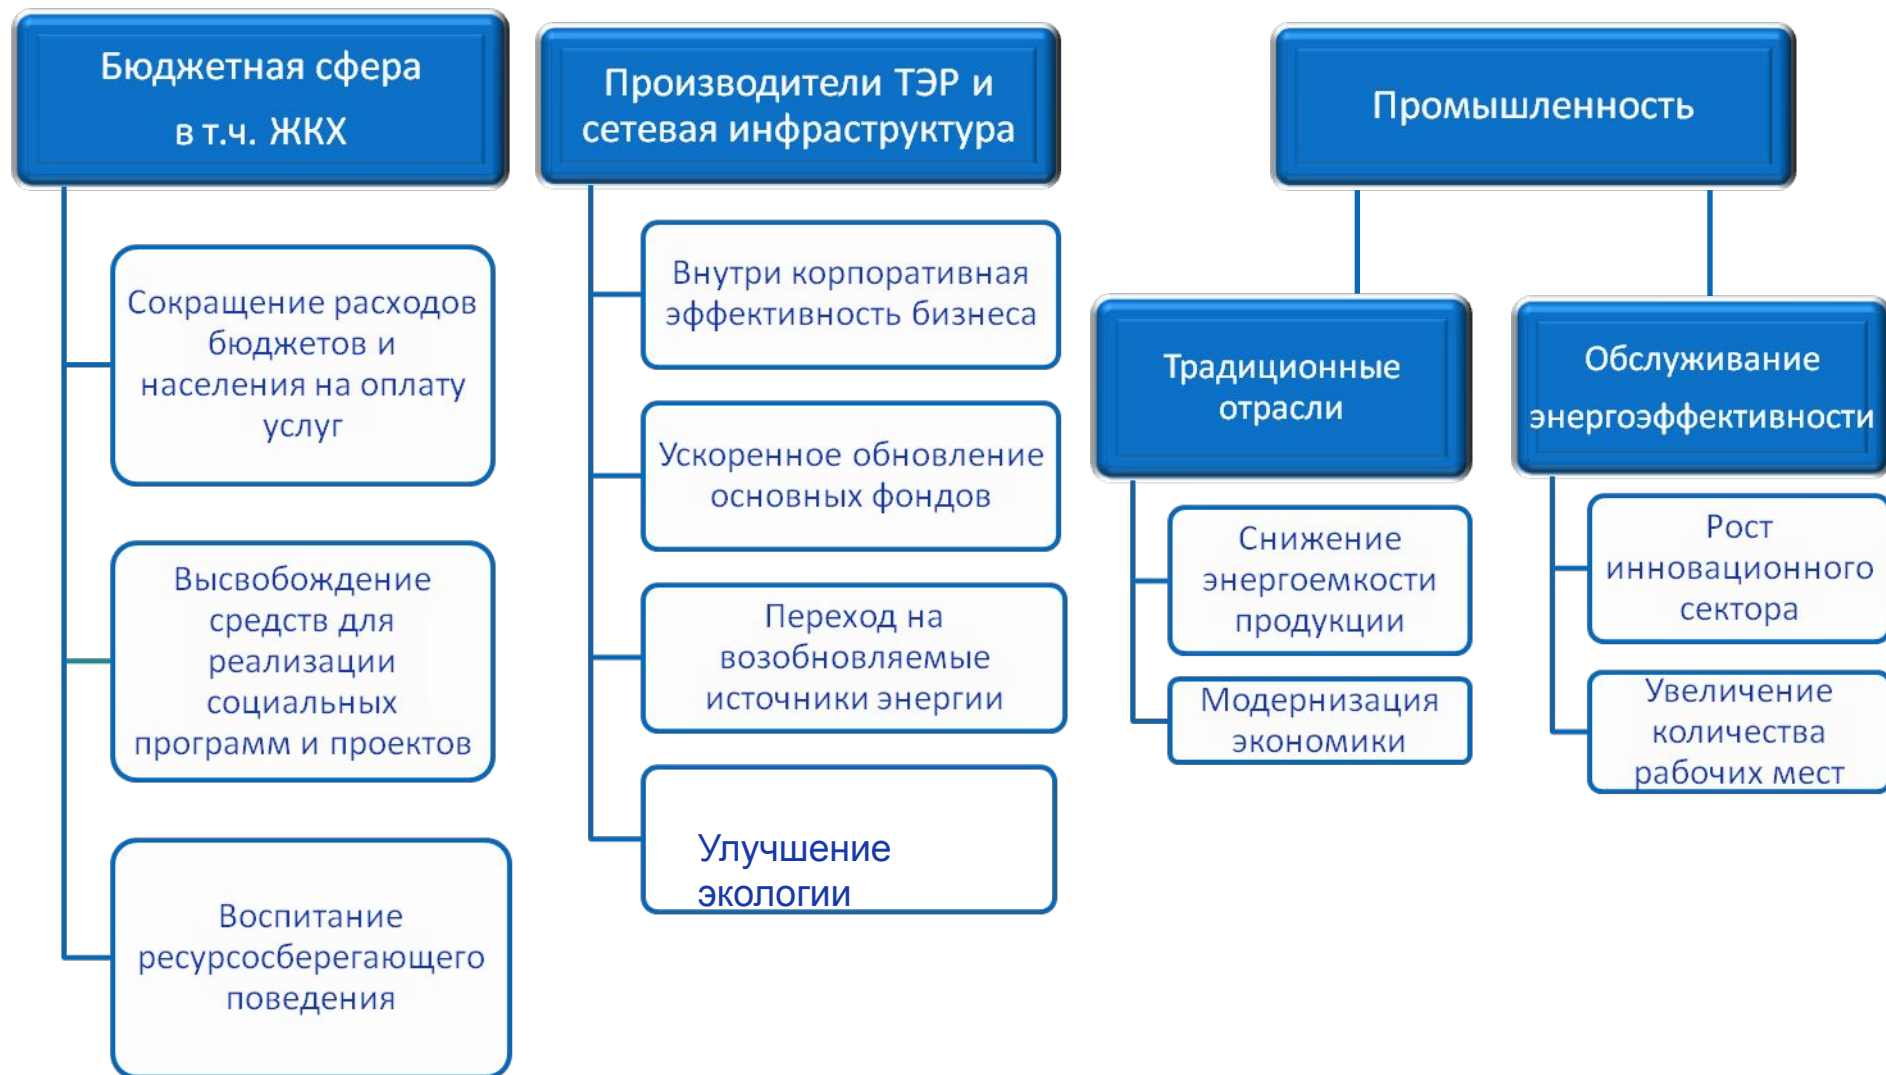 Бюджетная сфера
в т.ч. ЖКХ
Сокращение расходов
бюджетов и
населения на оплату
услуг
Высвобождение
средств для
реализации
социальных
программ и проектов
Воспитание
ресурсосберегающего
поведения
Производители ТЭР и
сетевая инфраструктура
Внутри корпоративная
эффективность бизнеса
Ускоренное обновление
основных фондов
Переход на
возобновляемые
источники энергии
Улучшение
экологии
Промышленность
Традиционные
отрасли
Снижение
энергоемкости
продукции
Модернизация
экономики
Обслуживание
энергоэффективности
Рост
инновационного
сектора
Увеличение
количества
рабочих мест